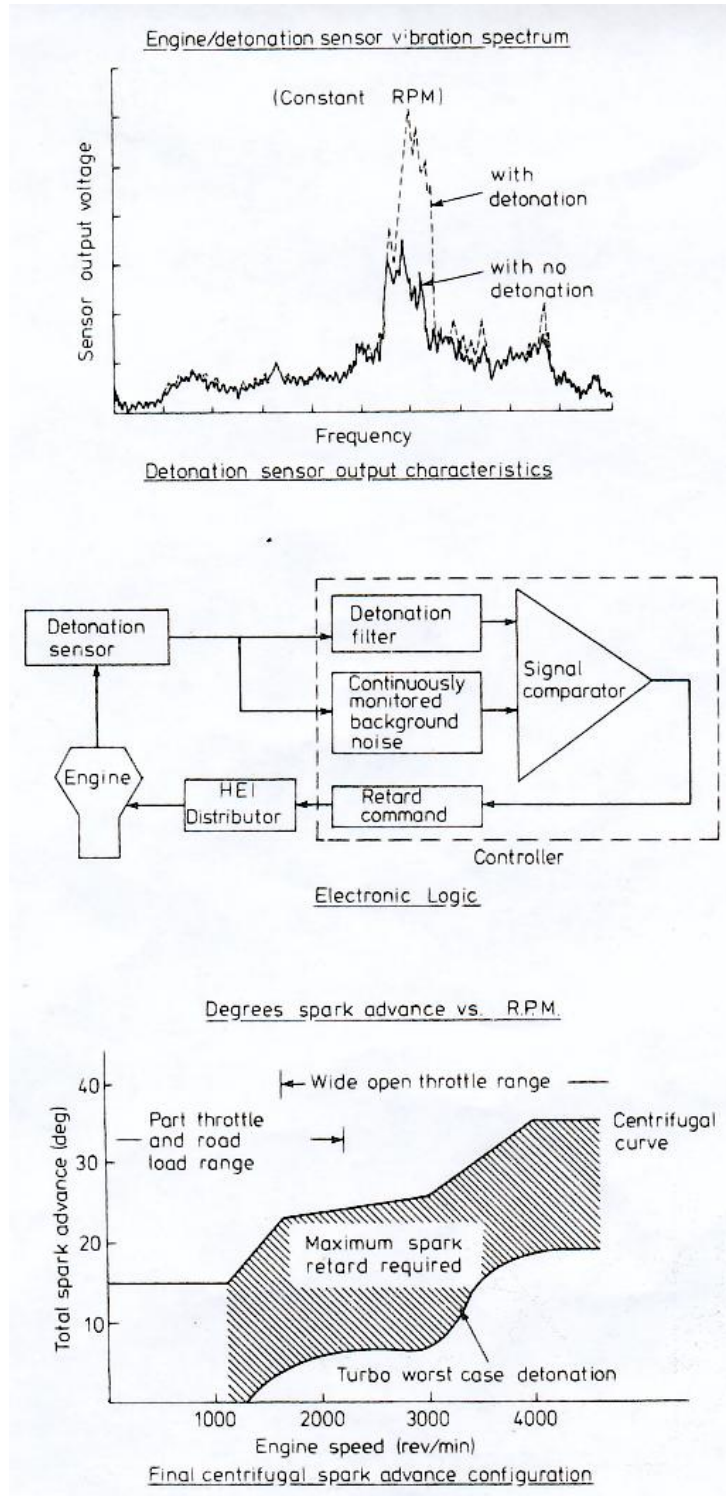 Engine/detonation sensor vibration spectrum
(Constant RPM)
Sensor output voltage
with
detonation
with no
detonation
Frequency
Detonation sensor output characteristics
Detonation
sensor
Detonation
filter
Continuously
monitored
background
noise
Signal
comparator
Engine
HEI
Distributor
Retard
command
Controller
Electronic Logic
Degrees spark advance vs. R.P.M.
Total spark advance (deg)
40
30
20
10
Wide open throttle range
Part throttle
and road
load range
Centrifugal
curve
Maximum spark
retard required
Turbo worst case detonation
1000 2000 3000 4000
Engine speed (rev/min)
Final centrifugal spark advance configuration